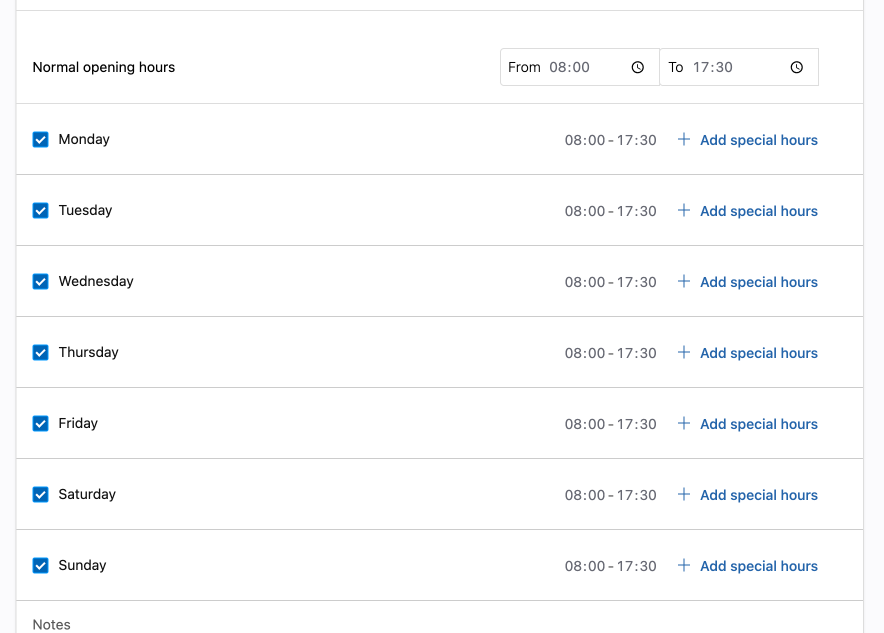 Normal opening hours From 08:00 To 17:30
Monday 08:00 - 17:30 + Add special hours
Tuesday 08:00 - 17:30 + Add special hours
Wednesday 08:00 - 17:30 + Add special hours
Thursday 08:00 - 17:30 + Add special hours
Friday 08:00 - 17:30 + Add special hours
Saturday 08:00 - 17:30 + Add special hours
Sunday 08:00 - 17:30 + Add special hours
Notes